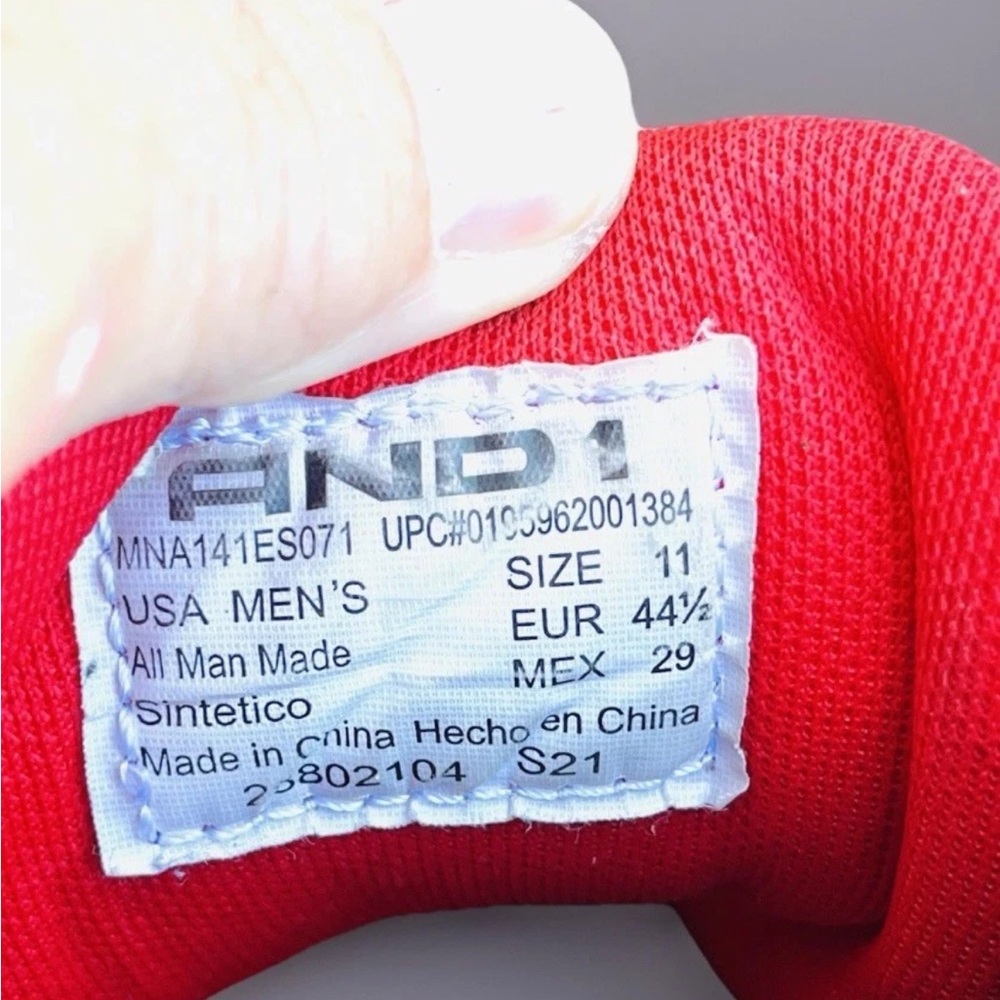 AND1
MNA141ES071 UPC#0195962001384
USA MEN'S SIZE 11
EUR 44½
All Man Made MEX 29
Sintetico
Made in China Hecho en China
S21